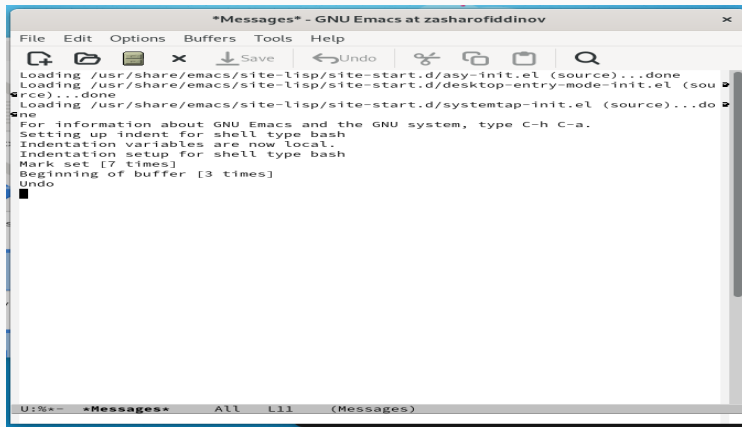 *Messages* - GNU Emacs at zasharofiddinov
File Edit Options Buffers Tools Help
Save Undo
Loading /usr/share/emacs/site-lisp/site-start.d/asy-init.el (source)...done
Loading /usr/share/emacs/site-lisp/site-start.d/desktop-entry-mode-init.el (sou
rce)...done
Loading /usr/share/emacs/site-lisp/site-start.d/systemtap-init.el (source)...do
ne
For information about GNU Emacs and the GNU system, type C-h C-a.
Setting up indent for shell type bash
Indentation variables are now local.
Indentation setup for shell type bash
Mark set [7 times]
Beginning of buffer [3 times]
Undo
U:%*- *Messages* All L11 (Messages)